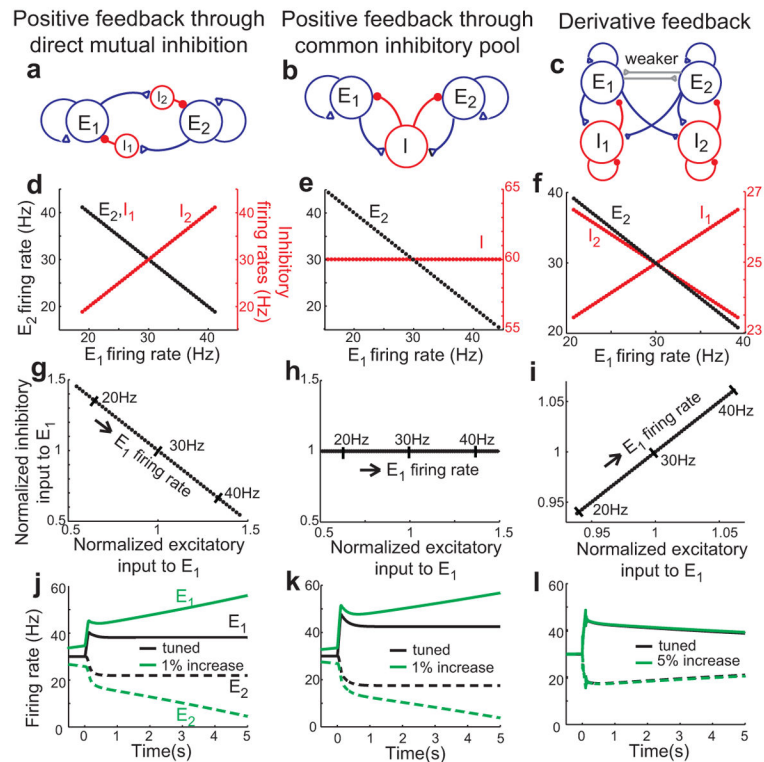 Positive feedback through
direct mutual inhibition
Positive feedback through
common inhibitory pool
Derivative feedback
a
E1
I2
I1
E2
b
E1
E2
I
c
weaker
E1
E2
I1
I2
d
E2 firing rate (Hz)
40
30
20
E2,I1
I2
40
30
20
Inhibitory
firing rates (Hz)
20 30 40
E1 firing rate (Hz)
e
40
30
20
E2
I
65
60
55
20 30 40
E1 firing rate (Hz)
f
40
30
20
E2
I2
I1
27
25
23
20 30 40
E1 firing rate (Hz)
g
Normalized inhibitory
input to E1
1.5
1
0.5
20Hz
30Hz
40Hz
E1 firing rate
0.5 1 1.5
Normalized excitatory
input to E1
h
1.5
1
0.5
20Hz 30Hz 40Hz
E1 firing rate
0.5 1 1.5
Normalized excitatory
input to E1
i
1.05
1
0.95
E1 firing rate
40Hz
30Hz
20Hz
0.95 1 1.05
Normalized excitatory
input to E1
j
Firing rate (Hz)
60
40
20
0
E1
E1
tuned
1% increase
E2
E2
0 1 2 3 4 5
Time(s)
k
60
40
20
0
tuned
1% increase
0 1 2 3 4 5
Time(s)
l
60
40
20
0
tuned
5% increase
0 1 2 3 4 5
Time(s)